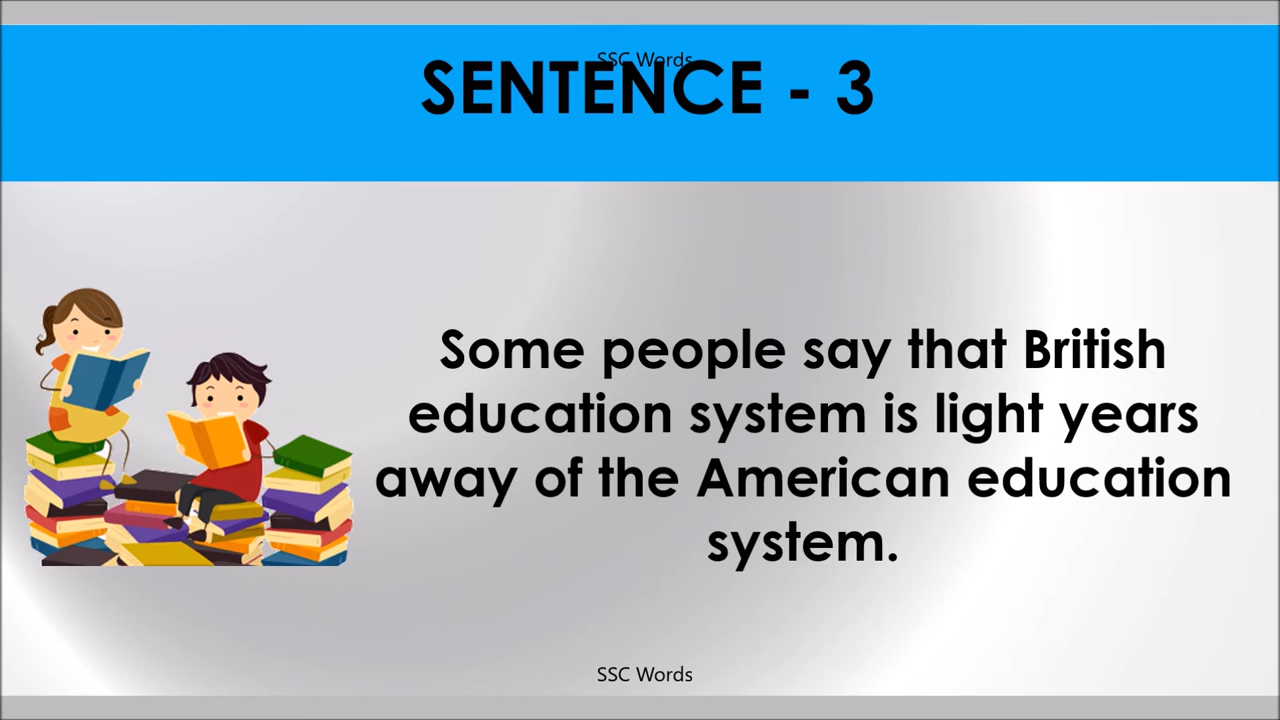 SSC Words
SENTENCE - 3
Some people say that British
education system is light years
away of the American education
system.
SSC Words